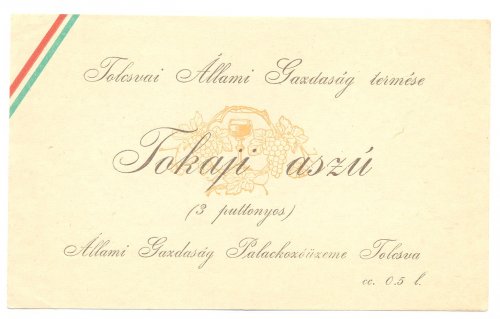 Tolcsvai Állami Gazdaság termése
Tokaji aszú
(3 puttonyos)
Állami Gazdaság Palackozóüzeme Tolcsva
cc. 0.5 l.